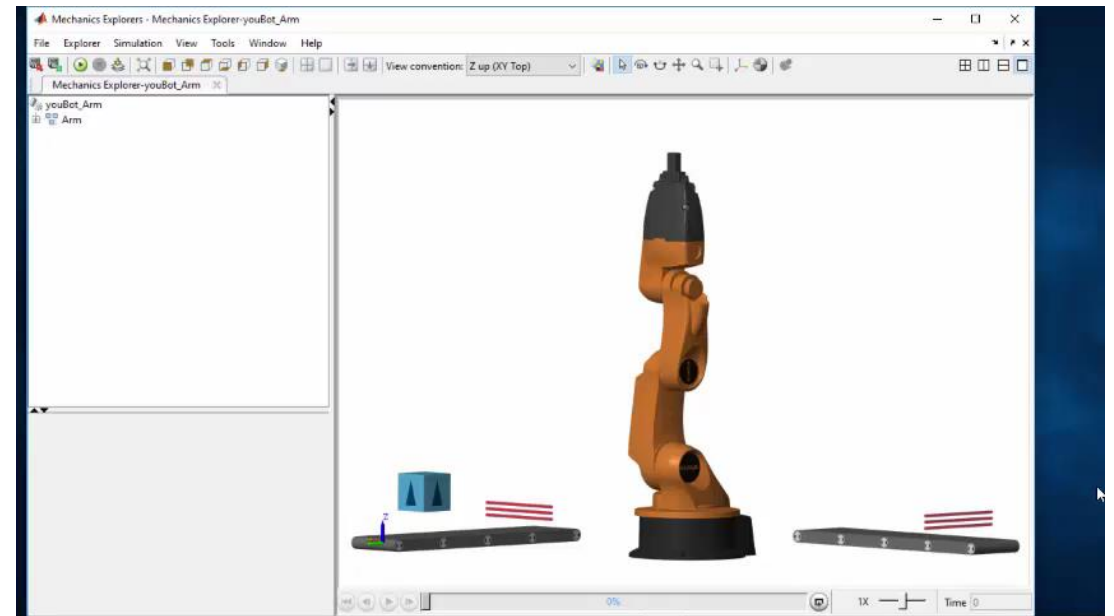 Mechanics Explorers - Mechanics Explorer-youBot_Arm
File Explorer Simulation View Tools Window Help
View convention: Z up (XY Top)
Mechanics Explorer-youBot_Arm
youBot_Arm
Arm
z
0%
1X
Time 0